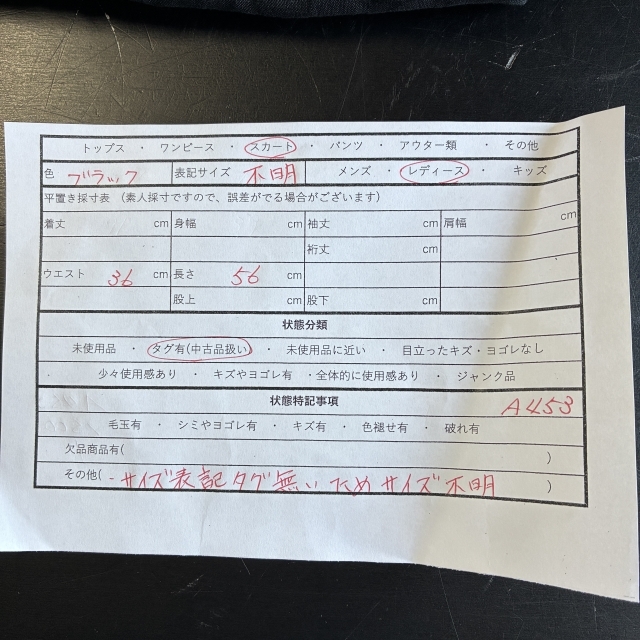 トップス ・ ワンピース ・ スカート ・ パンツ ・ アウター類 ・ その他
色 ブラック 表記サイズ 不明 メンズ ・ レディース ・ キッズ
平置き採寸表 (素人採寸ですので、誤差がでる場合がございます)
着丈 cm 身幅 cm 袖丈 cm 肩幅 cm
裄丈 cm
ウエスト 36 cm 長さ 56 cm
股上 cm 股下 cm
状態分類
未使用品 ・ タグ有(中古品扱い) ・ 未使用品に近い ・ 目立ったキズ・ヨゴレなし
・ 少々使用感あり ・ キズやヨゴレ有 ・全体的に使用感あり ・ ジャンク品
状態特記事項 A453
毛玉有 ・ シミやヨゴレ有 ・ キズ有 ・ 色褪せ有 ・ 破れ有
欠品商品有( )
その他( - サイズ表記タグ無いためサイズ不明 )